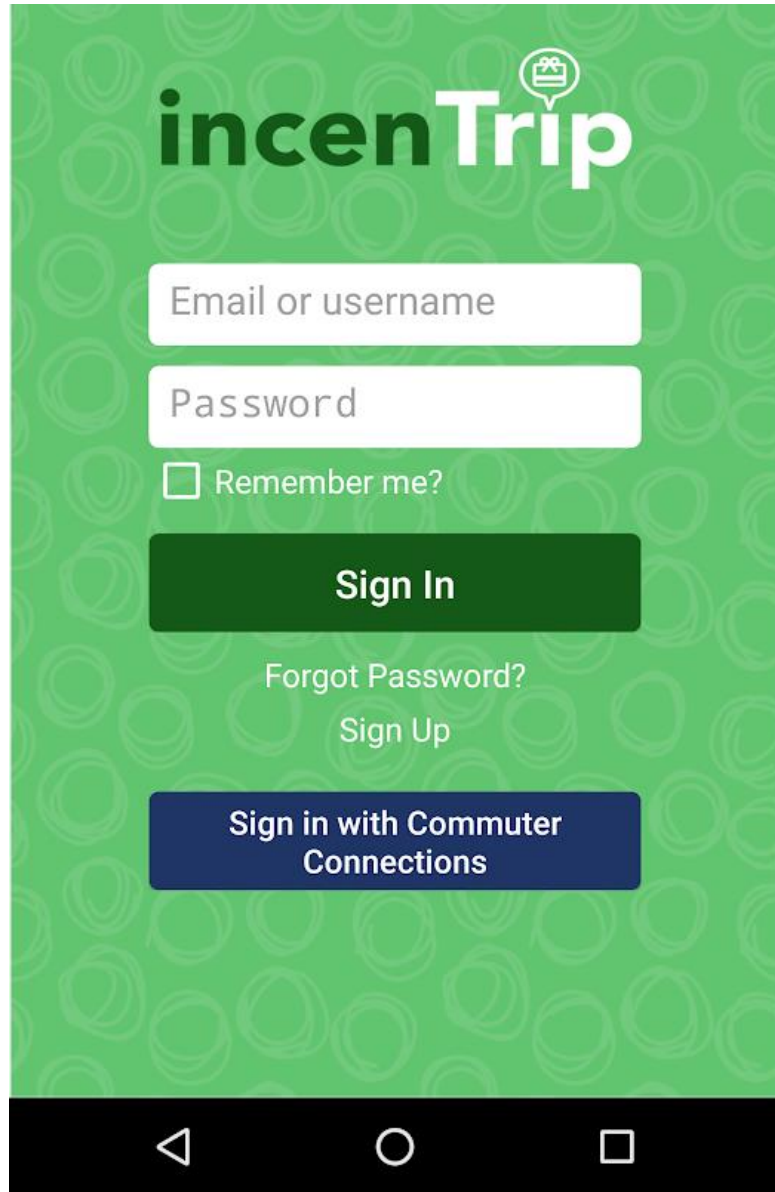 incenTrip
Email or username
Password
Remember me?
Sign In
Forgot Password?
Sign Up
Sign in with Commuter
Connections